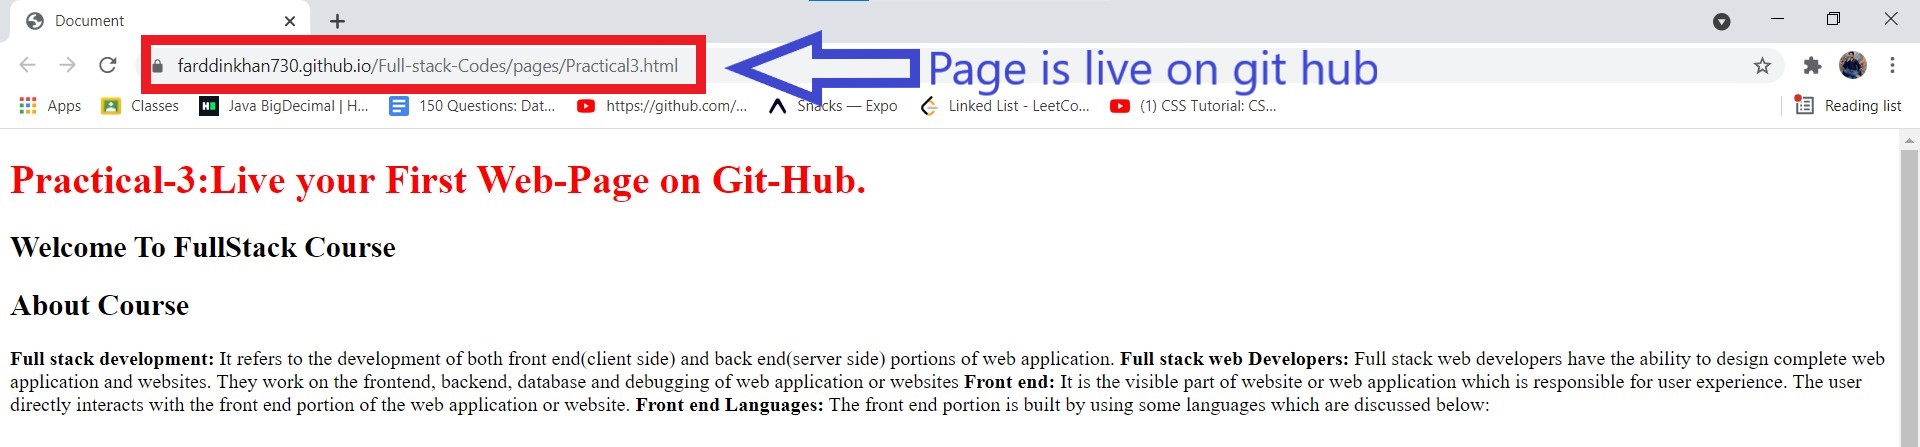 Document
farddinkhan730.github.io/Full-stack-Codes/pages/Practical3.html
Page is live on git hub
Apps Classes Java BigDecimal | H... 150 Questions: Dat... https://github.com/... Snacks — Expo Linked List - LeetCo... (1) CSS Tutorial: CS... Reading list
Practical-3:Live your First Web-Page on Git-Hub.
Welcome To FullStack Course
About Course
Full stack development: It refers to the development of both front end(client side) and back end(server side) portions of web application. Full stack web Developers: Full stack web developers have the ability to design complete web
application and websites. They work on the frontend, backend, database and debugging of web application or websites Front end: It is the visible part of website or web application which is responsible for user experience. The user
directly interacts with the front end portion of the web application or website. Front end Languages: The front end portion is built by using some languages which are discussed below: